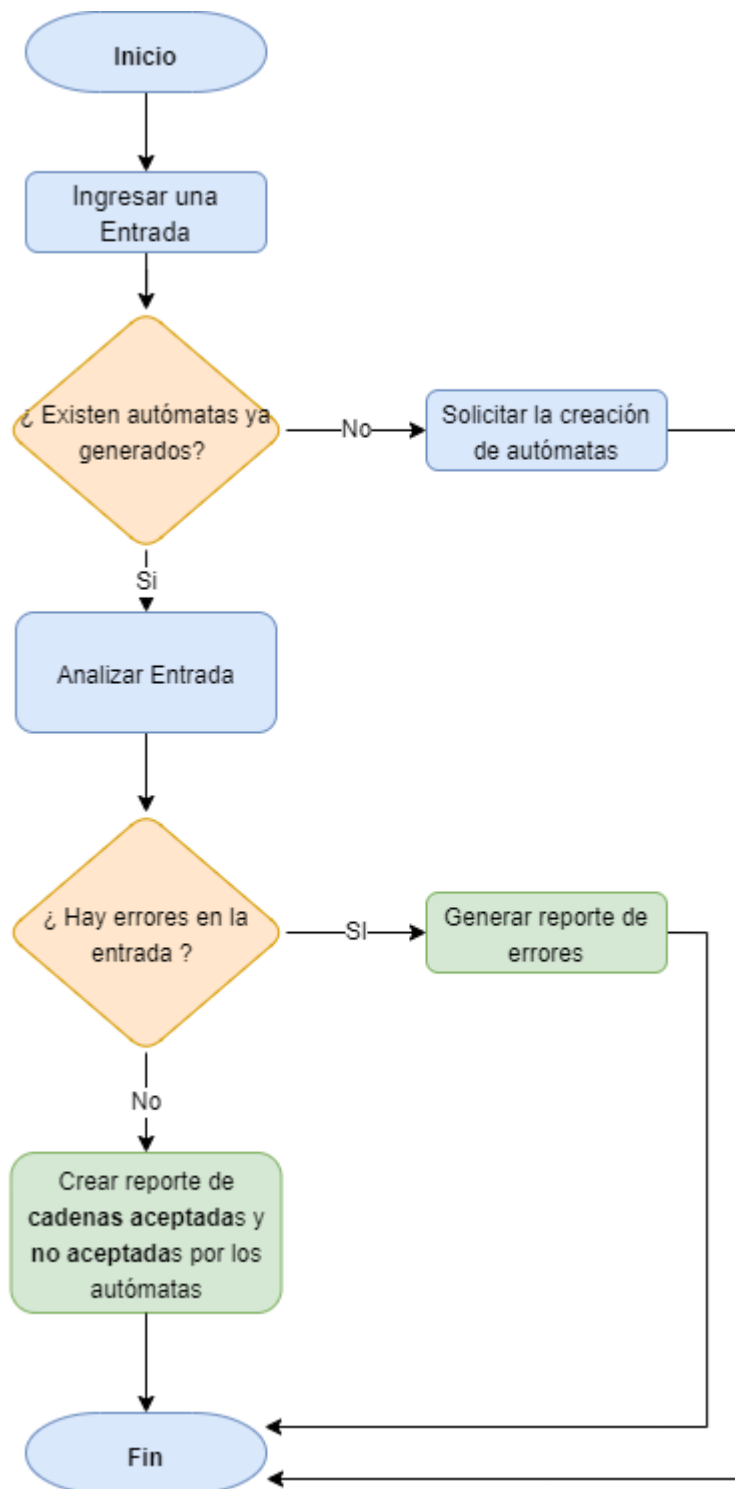 Inicio
Ingresar una
Entrada
¿ Existen autómatas ya
generados?
No
Solicitar la creación
de autómatas
Si
Analizar Entrada
¿ Hay errores en la
entrada ?
SI
Generar reporte de
errores
No
Crear reporte de
cadenas aceptadas y
no aceptadas por los
autómatas
Fin